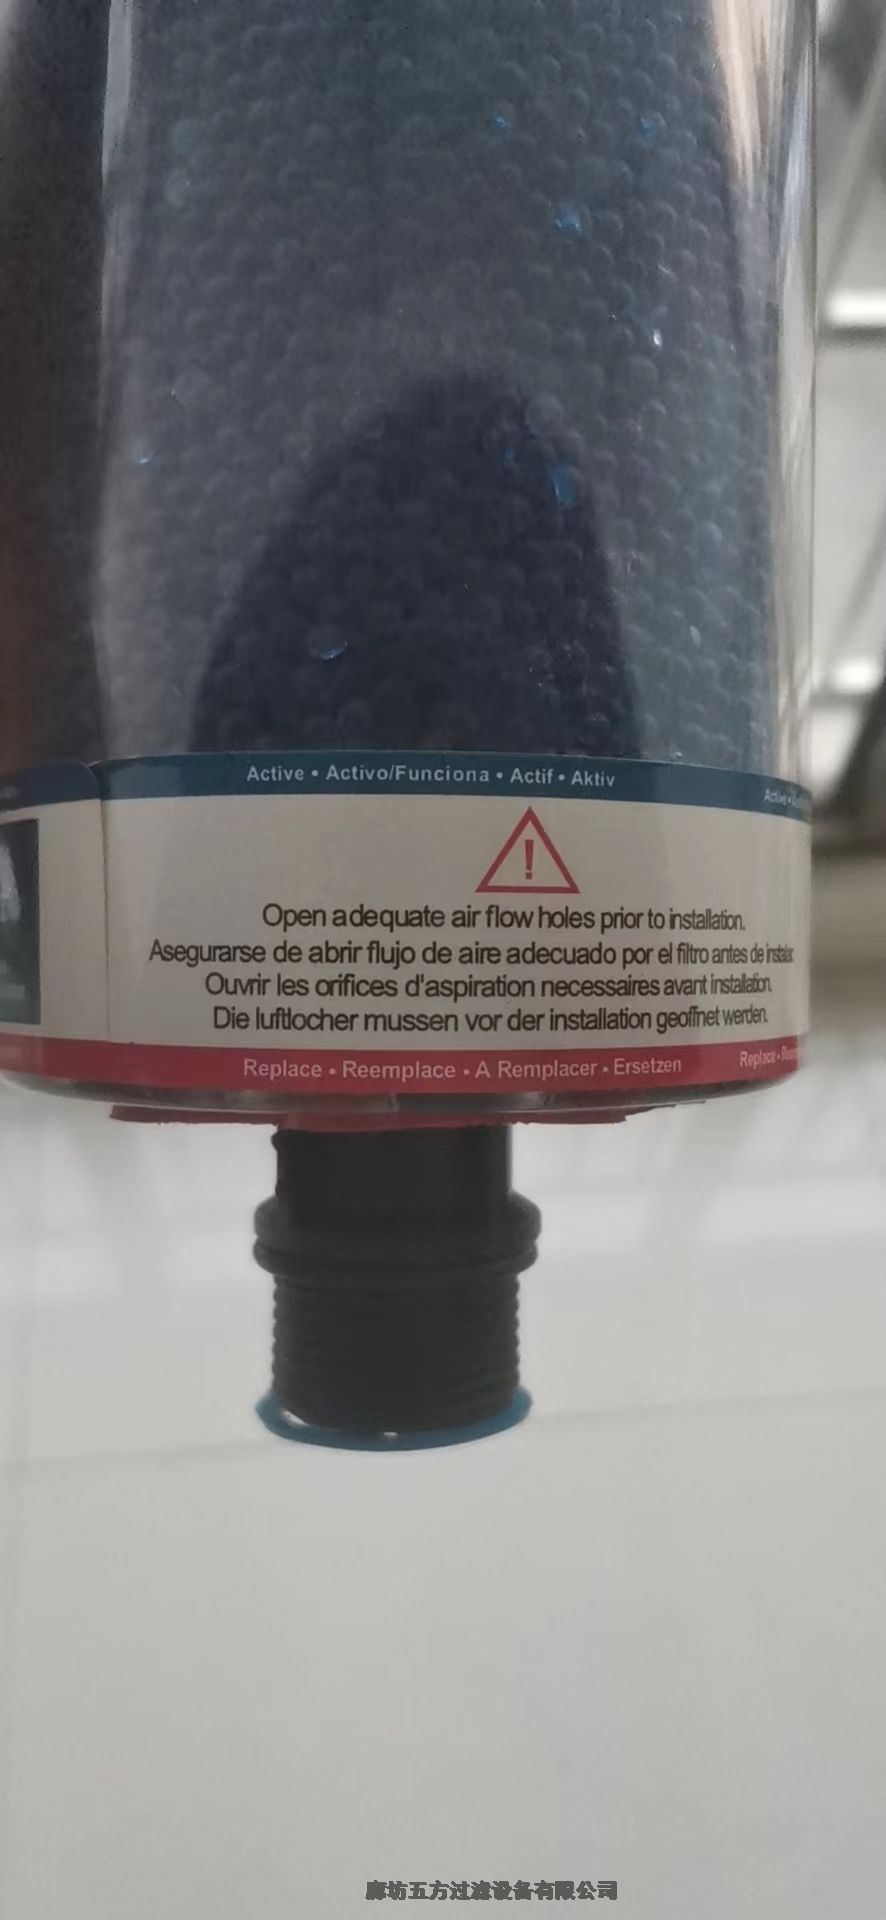 Active • Activo/Funciona • Actif • Aktiv
Active •
!
Open adequate air flow holes prior to installation.
Asegurarse de abrir flujo de aire adecuado por el filtro antes de instalar.
Ouvrir les orifices d'aspiration necessaires avant installation.
Die luftlocher mussen vor der installation geoffnet werden.
Replace • Reemplace • A Remplacer • Ersetzen
Replace •
廊坊五方过滤设备有限公司